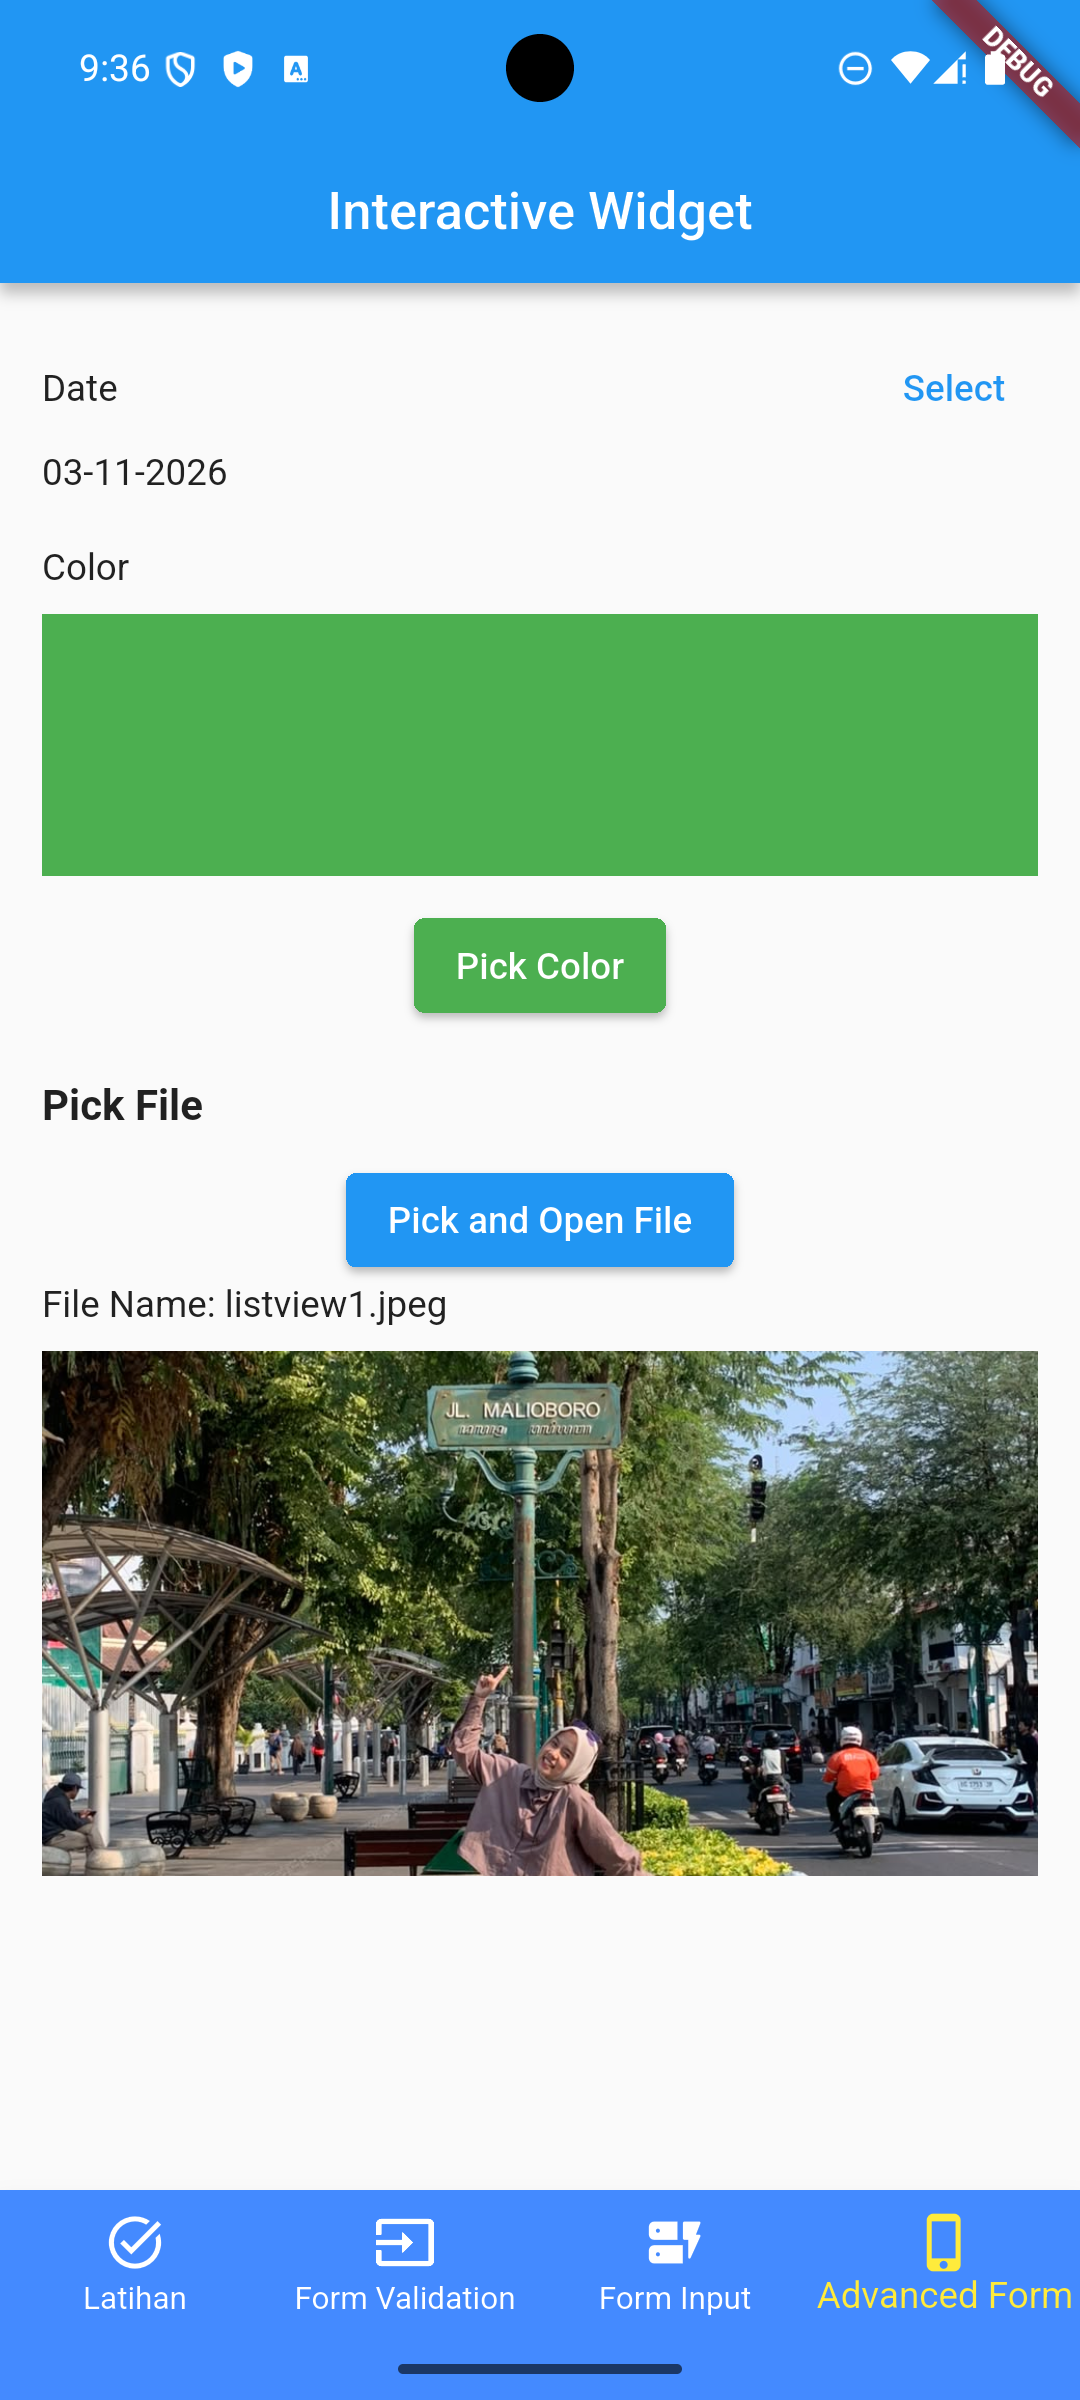 9:36
DEBUG
Interactive Widget
Date
Select
03-11-2026
Color
Pick Color
Pick File
Pick and Open File
File Name: listview1.jpeg
JL. MALIOBORO
Latihan
Form Validation
Form Input
Advanced Form